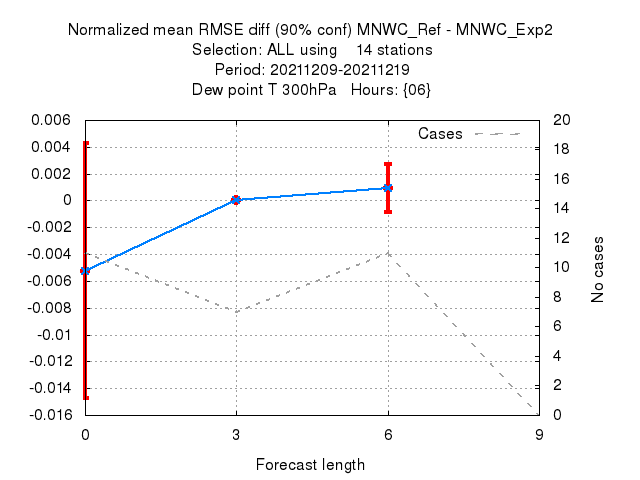 Normalized mean RMSE diff (90% conf) MNWC_Ref - MNWC_Exp2
Selection: ALL using    14 stations
Period: 20211209-20211219
Dew point T 300hPa   Hours: {06}
Cases
0.006
0.004
0.002
0
-0.002
-0.004
-0.006
-0.008
-0.01
-0.012
-0.014
-0.016
20
18
16
14
12
10
8
6
4
2
0
No cases
0 3 6 9
Forecast length